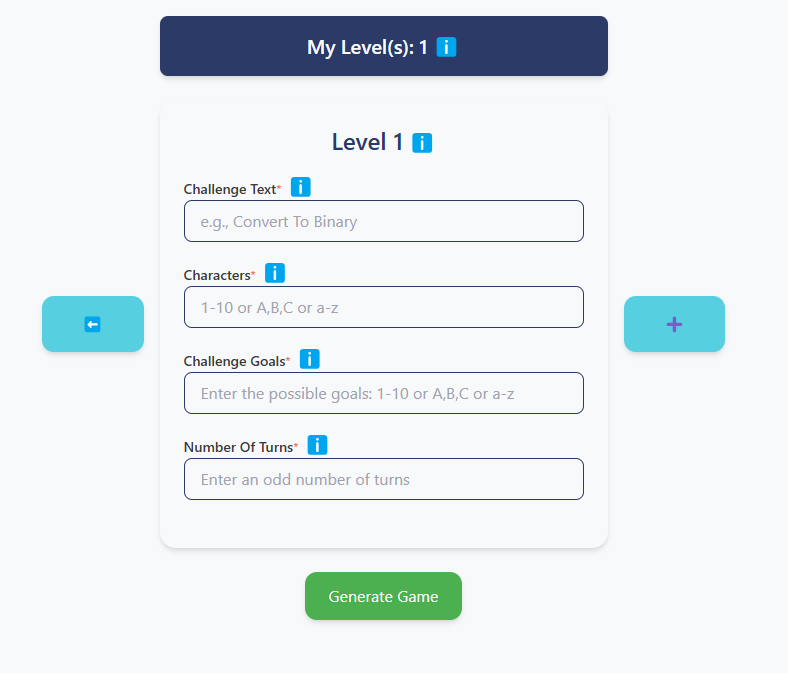 My Level(s): 1 ℹ️
Level 1 ℹ️
Challenge Text* ℹ️
e.g., Convert To Binary
Characters* ℹ️
1-10 or A,B,C or a-z
⬅️
➕
Challenge Goals* ℹ️
Enter the possible goals: 1-10 or A,B,C or a-z
Number Of Turns* ℹ️
Enter an odd number of turns
Generate Game